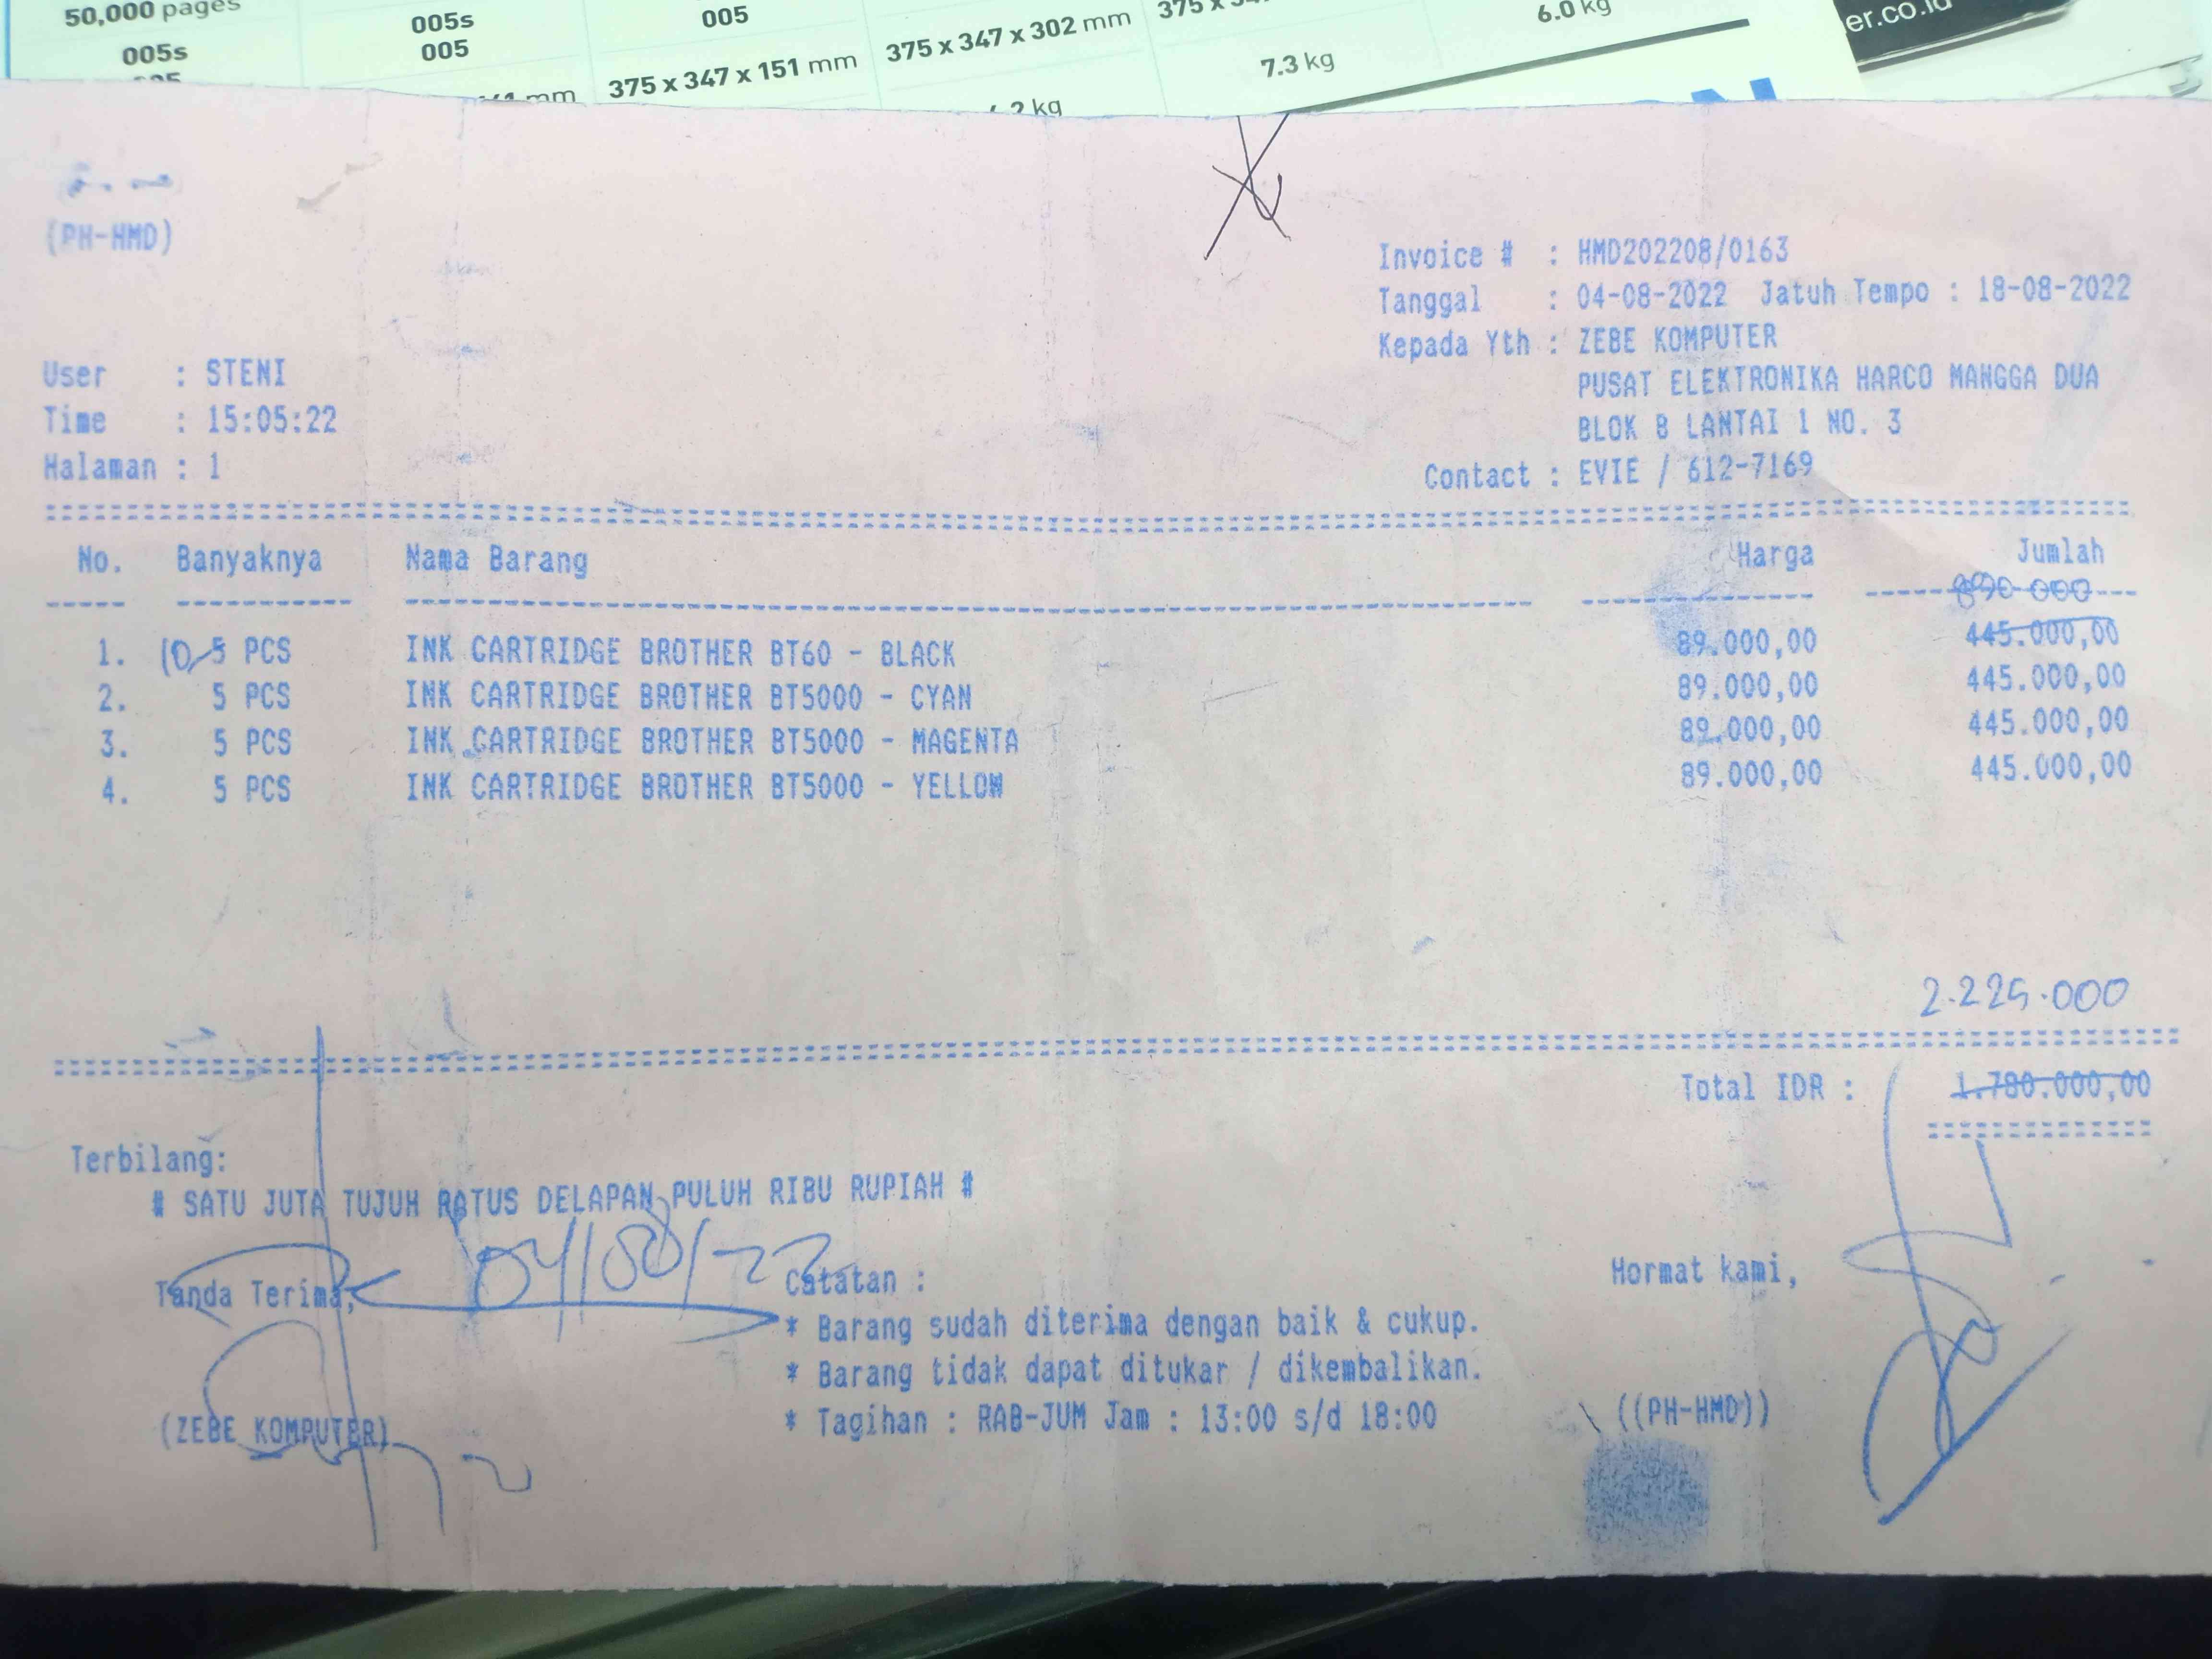 50,000 pages
005s
005s
005
005
375 x 347 x 151 mm
375 x 347 x 302 mm
7.3 kg
6.0 kg
er.co.id
mm
kg
(PH-HMD)
Invoice # : HMD202208/0163
Tanggal : 04-08-2022 Jatuh Tempo : 18-08-2022
Kepada Yth : ZEBE KOMPUTER
PUSAT ELEKTRONIKA HARCO MANGGA DUA
BLOK B LANTAI 1 NO. 3
Contact : EVIE / 612-7169
User : STENI
Time : 15:05:22
Halaman : 1
No. Banyaknya Nama Barang Harga Jumlah
890 000
1. 10 5 PCS INK CARTRIDGE BROTHER BT60 - BLACK 89.000,00 445.000,00
2. 5 PCS INK CARTRIDGE BROTHER BT5000 - CYAN 89.000,00 445.000,00
3. 5 PCS INK CARTRIDGE BROTHER BT5000 - MAGENTA 89.000,00 445.000,00
4. 5 PCS INK CARTRIDGE BROTHER BT5000 - YELLOW 89.000,00 445.000,00
2.225.000
Total IDR : 1.780.000,00
Terbilang:
# SATU JUTA TUJUH RATUS DELAPAN PULUH RIBU RUPIAH #
Tanda Terima,
Catatan :
* Barang sudah diterima dengan baik & cukup.
* Barang tidak dapat ditukar / dikembalikan.
* Tagihan : RAB-JUM Jam : 13:00 s/d 18:00
Hormat kami,
(ZEBE KOMPUTER)
((PH-HMD))